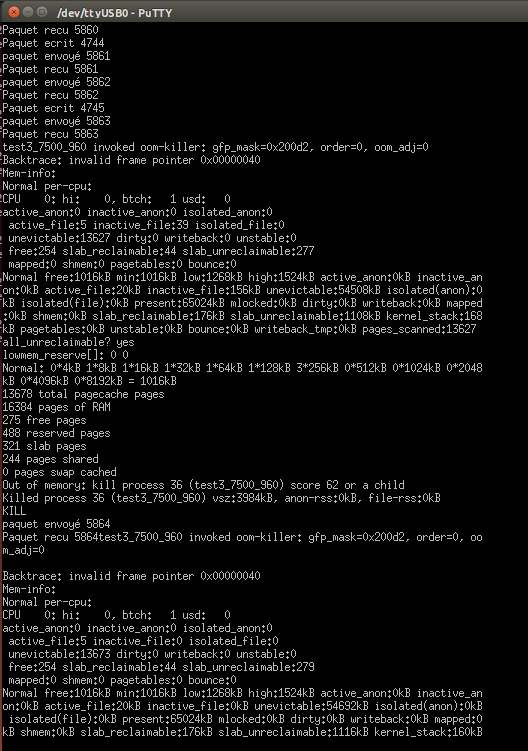 /dev/ttyUSB0 - PuTTY
Paquet recu 5860
Paquet ecrit 4744
paquet envoyé 5861
Paquet recu 5861
paquet envoyé 5862
Paquet recu 5862
Paquet ecrit 4745
paquet envoyé 5863
Paquet recu 5863
test3_7500_960 invoked oom-killer: gfp_mask=0x200d2, order=0, oom_adj=0
Backtrace: invalid frame pointer 0x00000040
Mem-info:
Normal per-cpu:
CPU    0: hi:    0, btch:   1 usd:   0
active_anon:0 inactive_anon:0 isolated_anon:0
 active_file:5 inactive_file:39 isolated_file:0
 unevictable:13627 dirty:0 writeback:0 unstable:0
 free:254 slab_reclaimable:44 slab_unreclaimable:277
 mapped:0 shmem:0 pagetables:0 bounce:0
Normal free:1016kB min:1016kB low:1268kB high:1524kB active_anon:0kB inactive_an
on:0kB active_file:20kB inactive_file:156kB unevictable:54508kB isolated(anon):0
kB isolated(file):0kB present:65024kB mlocked:0kB dirty:0kB writeback:0kB mapped
:0kB shmem:0kB slab_reclaimable:176kB slab_unreclaimable:1108kB kernel_stack:168
kB pagetables:0kB unstable:0kB bounce:0kB writeback_tmp:0kB pages_scanned:13627
all_unreclaimable? yes
lowmem_reserve[]: 0 0
Normal: 0*4kB 1*8kB 1*16kB 1*32kB 1*64kB 1*128kB 3*256kB 0*512kB 0*1024kB 0*2048
kB 0*4096kB 0*8192kB = 1016kB
13678 total pagecache pages
16384 pages of RAM
275 free pages
488 reserved pages
321 slab pages
244 pages shared
0 pages swap cached
Out of memory: kill process 36 (test3_7500_960) score 62 or a child
Killed process 36 (test3_7500_960) vsz:3984kB, anon-rss:0kB, file-rss:0kB
KILL
paquet envoyé 5864
Paquet recu 5864test3_7500_960 invoked oom-killer: gfp_mask=0x200d2, order=0, oo
m_adj=0
Backtrace: invalid frame pointer 0x00000040
Mem-info:
Normal per-cpu:
CPU    0: hi:    0, btch:   1 usd:   0
active_anon:0 inactive_anon:0 isolated_anon:0
 active_file:5 inactive_file:0 isolated_file:0
 unevictable:13673 dirty:0 writeback:0 unstable:0
 free:254 slab_reclaimable:44 slab_unreclaimable:279
 mapped:0 shmem:0 pagetables:0 bounce:0
Normal free:1016kB min:1016kB low:1268kB high:1524kB active_anon:0kB inactive_an
on:0kB active_file:20kB inactive_file:0kB unevictable:54692kB isolated(anon):0kB
 isolated(file):0kB present:65024kB mlocked:0kB dirty:0kB writeback:0kB mapped:0
kB shmem:0kB slab_reclaimable:176kB slab_unreclaimable:1116kB kernel_stack:160kB